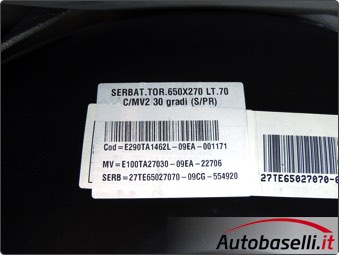 SERBAT.TOR.650X270 LT.70
C/MV2 30 gradi (S/PR)
Cod =E290TA1462L -09EA -001171
MV =E100TA27030 -09EA -22706
SERB =27TE65027070 -09CG -554920
27TE65027070-
Autobaselli.it